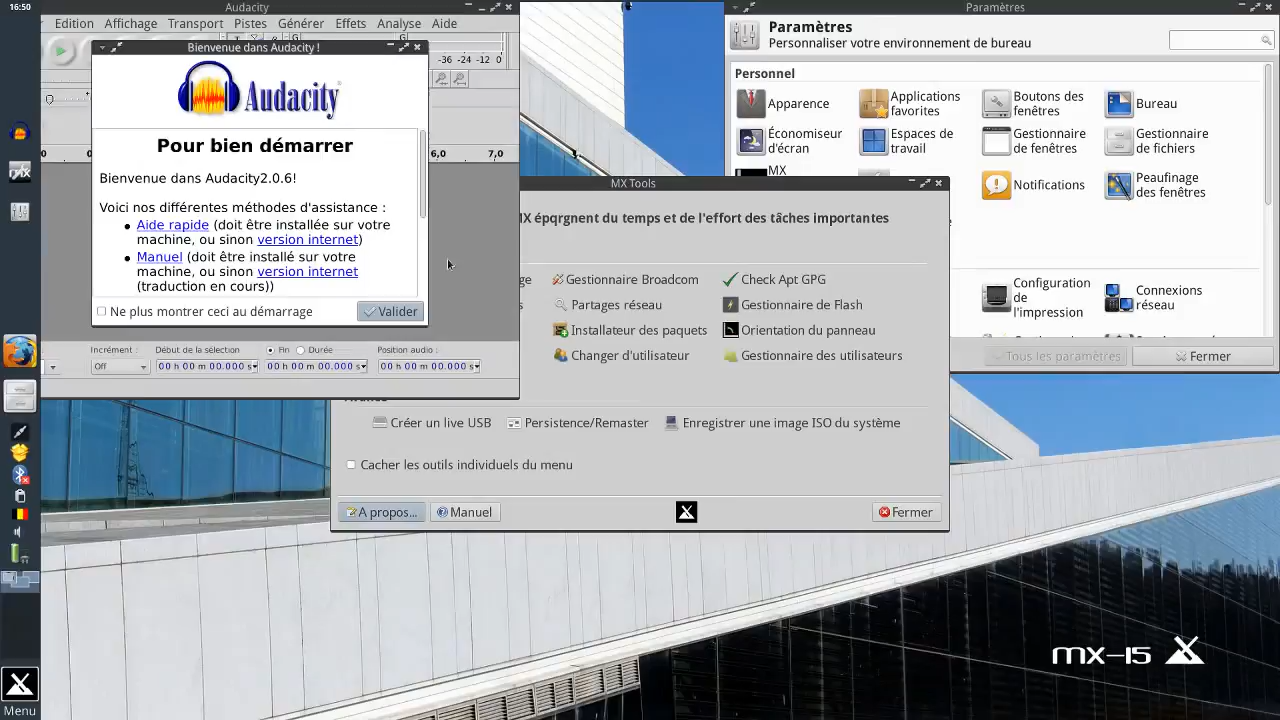 16:50
Audacity
Edition Affichage Transport Pistes Générer Effets Analyse Aide
-36 -24 -12 0
Bienvenue dans Audacity !
Audacity
Pour bien démarrer
Bienvenue dans Audacity2.0.6!
Voici nos différentes méthodes d'assistance :
Aide rapide (doit être installée sur votre
machine, ou sinon version internet)
Manuel (doit être installé sur votre
machine, ou sinon version internet
(traduction en cours))
Ne plus montrer ceci au démarrage
Valider
6,0 7,0
Incrément:
Début de la sélection
Fin
Durée
Position audio :
Off
00 h 00 m 00.000 s
00 h 00 m 00.000 s
00 h 00 m 00.000 s
Paramètres
Paramètres
Personnaliser votre environnement de bureau
Personnel
Apparence
Applications
favorites
Boutons des
fenêtres
Bureau
Économiseur
d'écran
Espaces de
travail
Gestionnaire
de fenêtres
Gestionnaire
de fichiers
MX
Notifications
Peaufinage
des fenêtres
Configuration
de
l'impression
Connexions
réseau
Tous les paramètres
Fermer
MX Tools
MX épqrgnent du temps et de l'effort des tâches importantes
Gestionnaire Broadcom
Check Apt GPG
Partages réseau
Gestionnaire de Flash
Installateur des paquets
Orientation du panneau
Changer d'utilisateur
Gestionnaire des utilisateurs
Créer un live USB
Persistence/Remaster
Enregistrer une image ISO du système
Cacher les outils individuels du menu
A propos...
Manuel
Fermer
mx-15
Menu